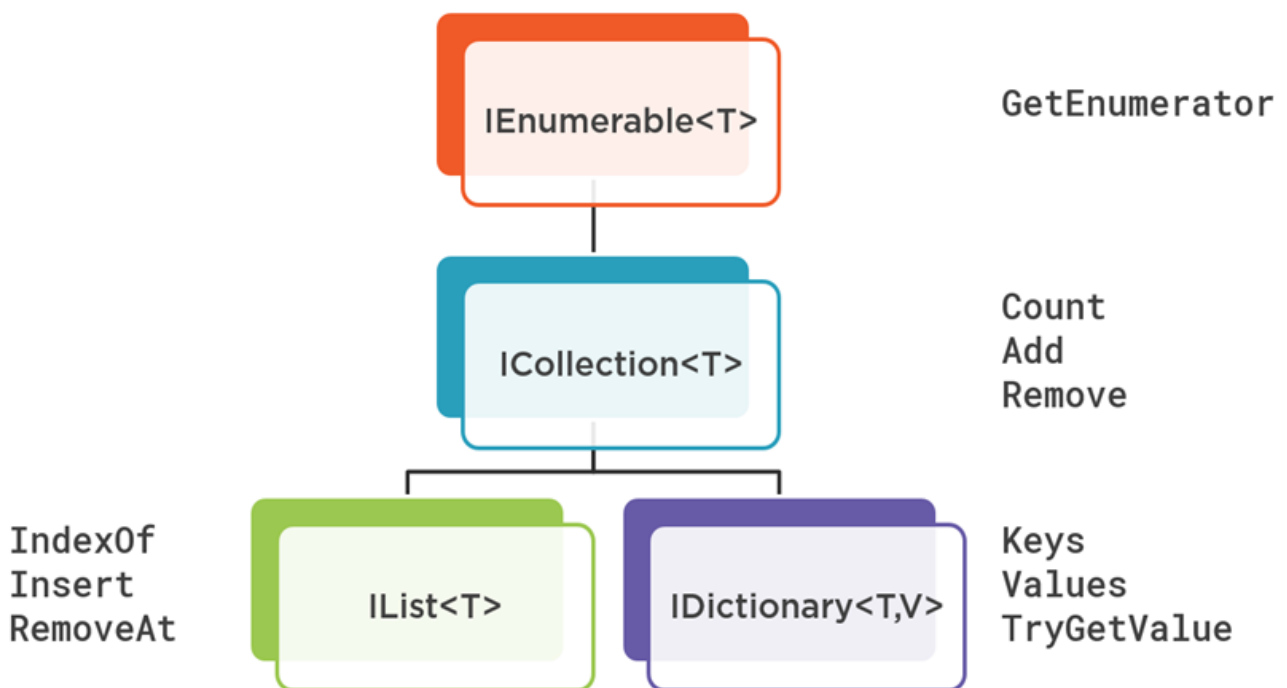 IEnumerable<T>
GetEnumerator
ICollection<T>
Count
Add
Remove
IndexOf
Insert
RemoveAt
IList<T>
IDictionary<T,V>
Keys
Values
TryGetValue